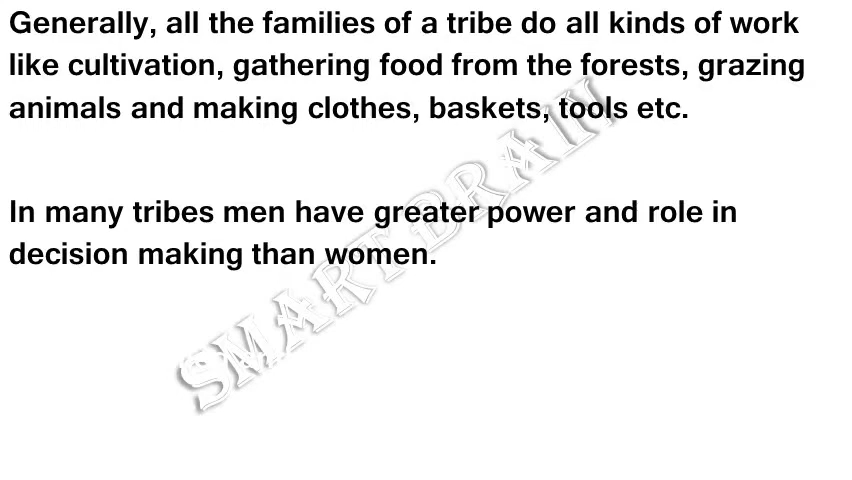 Generally, all the families of a tribe do all kinds of work
like cultivation, gathering food from the forests, grazing
animals and making clothes, baskets, tools etc.
In many tribes men have greater power and role in
decision making than women.
SMART BRAIN